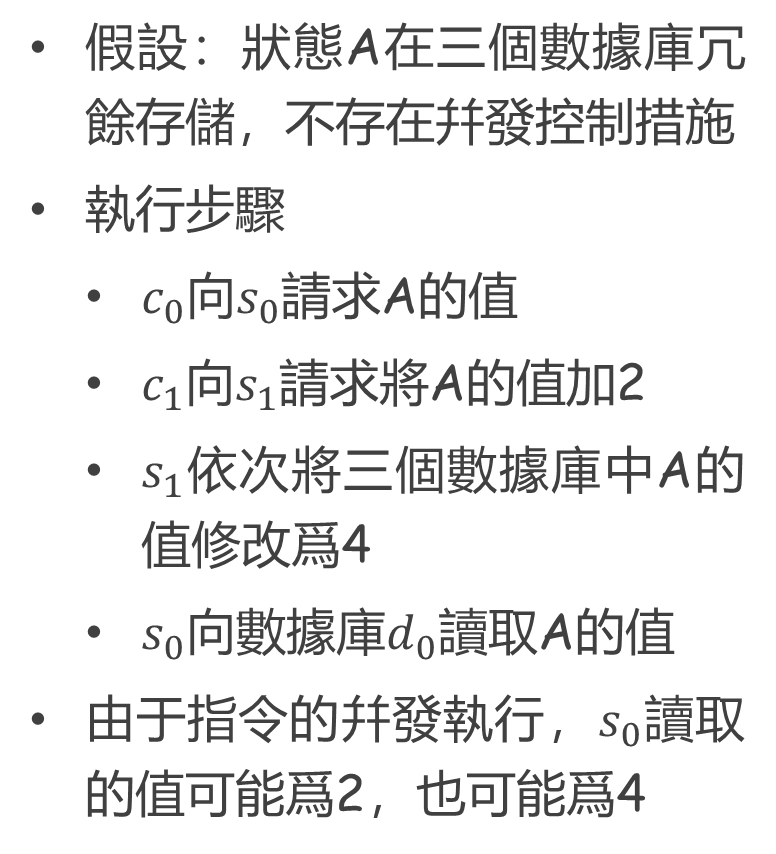 • 假設：狀態A在三個數據庫冗
餘存儲，不存在幷發控制措施
• 執行步驟
• c₀向s₀請求A的值
• c₁向s₁請求將A的值加2
• s₁依次將三個數據庫中A的
值修改爲4
• s₀向數據庫d₀讀取A的值
• 由于指令的幷發執行，s₀讀取
的值可能爲2，也可能爲4